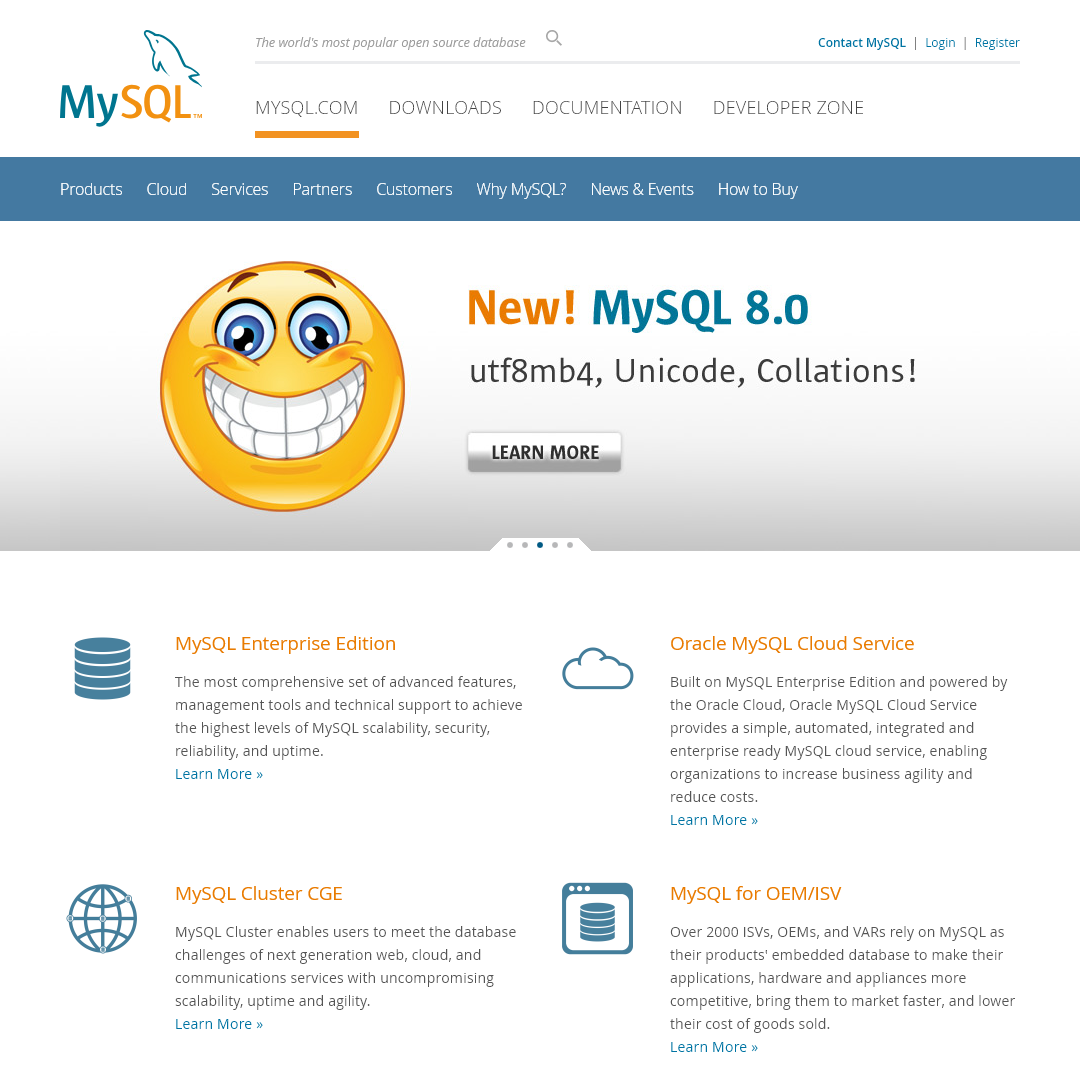 The world's most popular open source database
Contact MySQL | Login | Register
MySQL™
MYSQL.COM DOWNLOADS DOCUMENTATION DEVELOPER ZONE
Products Cloud Services Partners Customers Why MySQL? News & Events How to Buy
New! MySQL 8.0
utf8mb4, Unicode, Collations!
LEARN MORE
MySQL Enterprise Edition
The most comprehensive set of advanced features,
management tools and technical support to achieve
the highest levels of MySQL scalability, security,
reliability, and uptime.
Learn More »
Oracle MySQL Cloud Service
Built on MySQL Enterprise Edition and powered by
the Oracle Cloud, Oracle MySQL Cloud Service
provides a simple, automated, integrated and
enterprise ready MySQL cloud service, enabling
organizations to increase business agility and
reduce costs.
Learn More »
MySQL Cluster CGE
MySQL Cluster enables users to meet the database
challenges of next generation web, cloud, and
communications services with uncompromising
scalability, uptime and agility.
Learn More »
MySQL for OEM/ISV
Over 2000 ISVs, OEMs, and VARs rely on MySQL as
their products' embedded database to make their
applications, hardware and appliances more
competitive, bring them to market faster, and lower
their cost of goods sold.
Learn More »